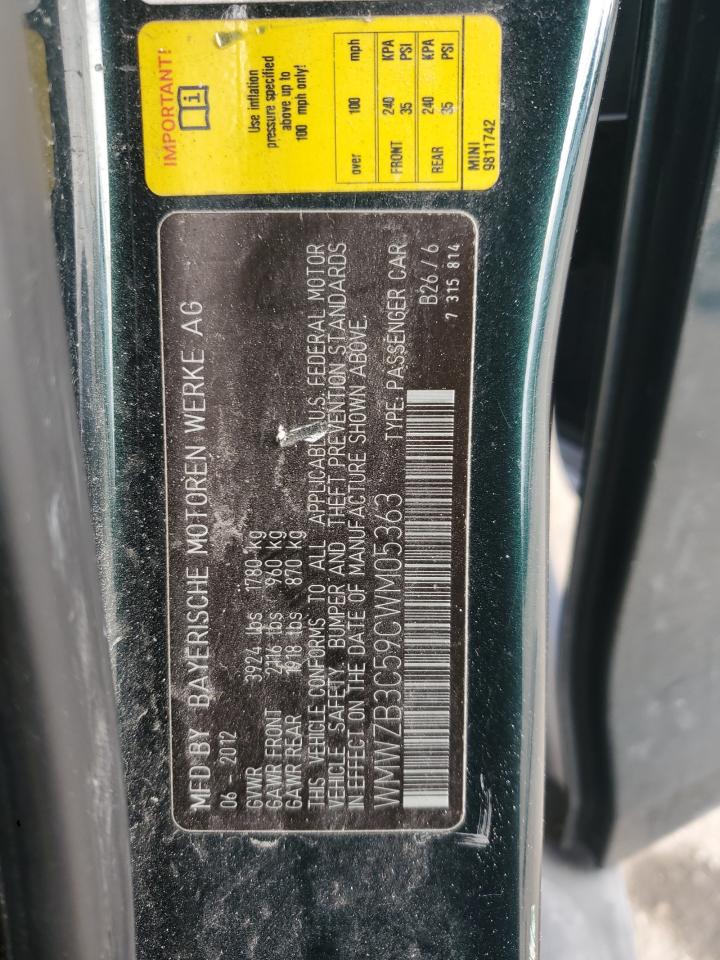 IMPORTANT!
Use inflation
pressure specified
above up to
100 mph only!
over 100 mph
FRONT 240 KPA
35 PSI
REAR 240 KPA
35 PSI
MINI
9811742
MFD BY BAYERISCHE MOTOREN WERKE AG
06 - 2012
GVWR 3924 lbs 1780 kg
GAWR FRONT 2116 lbs 960 kg
GAWR REAR 1918 lbs 870 kg
THIS VEHICLE CONFORMS TO ALL APPLICABLE U.S. FEDERAL MOTOR
VEHICLE SAFETY, BUMPER AND THEFT PREVENTION STANDARDS
IN EFFECT ON THE DATE OF MANUFACTURE SHOWN ABOVE.
WMWZB3C59CWM05363 TYPE: PASSENGER CAR
B26 / 6
7 315 814